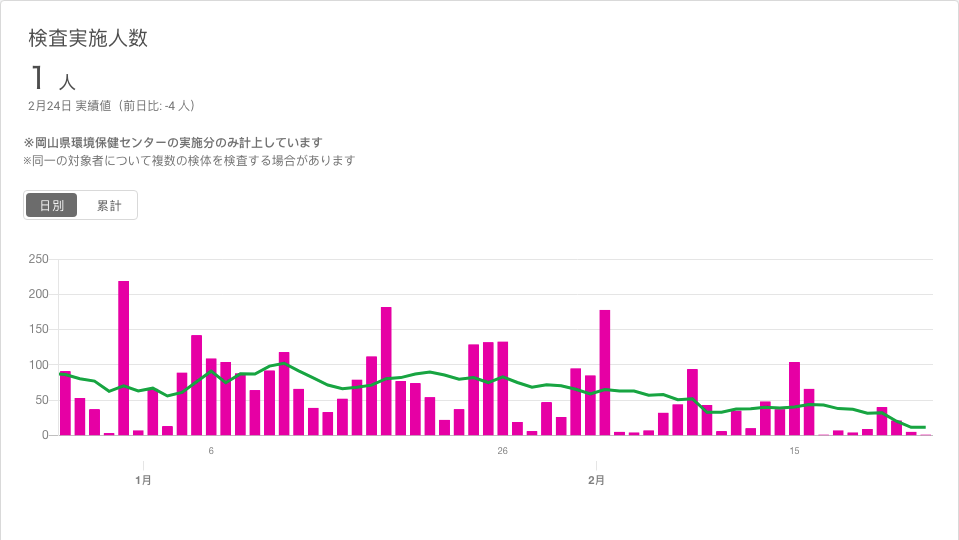 検査実施人数
1 人
2月24日 実績値（前日比: -4 人）
※岡山県環境保健センターの実施分のみ計上しています
※同一の対象者について複数の検体を検査する場合があります
日別 累計
250
200
150
100
50
0
6 26 15
1月 2月